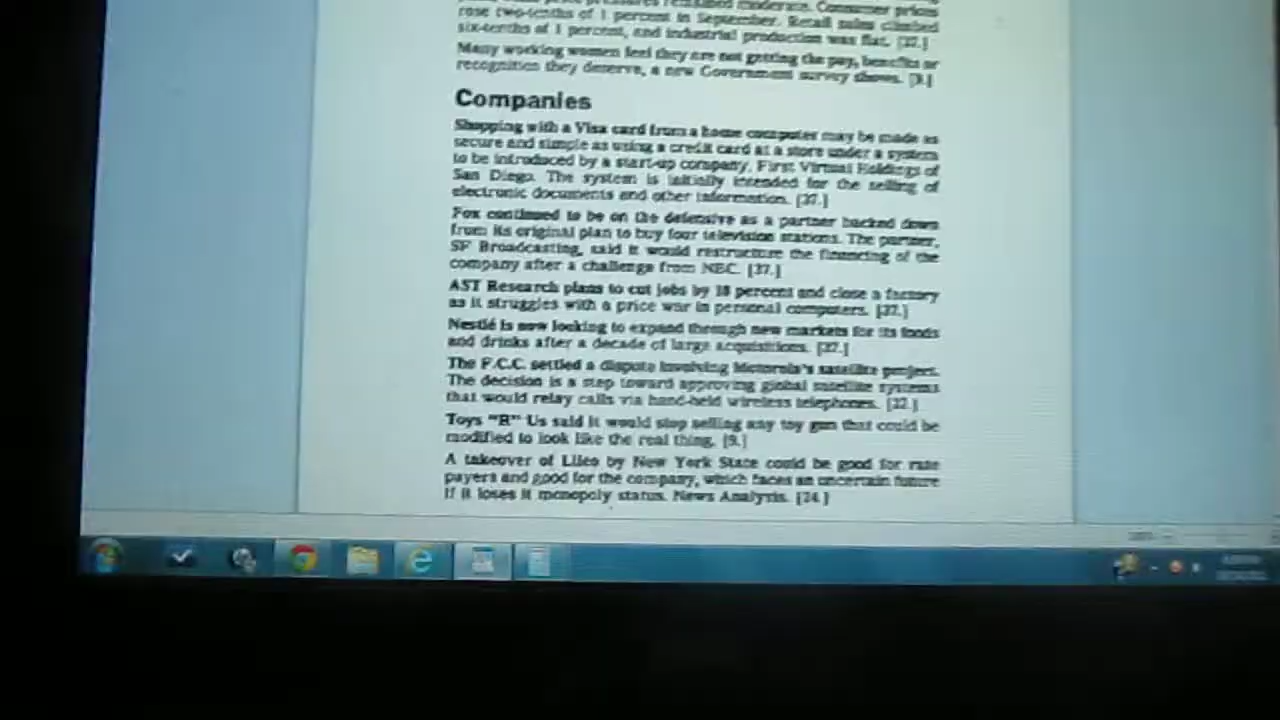 price pressures remained moderate. Consumer prices
rose two-tenths of 1 percent in September. Retail sales climbed
six-tenths of 1 percent, and industrial production was flat. [37.]
Many working women feel they are not getting the pay, benefits or
recognition they deserve, a new Government survey shows. [9.]
Companies
Shopping with a Visa card from a home computer may be made as
secure and simple as using a credit card at a store under a system
to be introduced by a start-up company, First Virtual Holdings of
San Diego. The system is initially intended for the selling of
electronic documents and other information. [37.]
Fox continued to be on the defensive as a partner backed down
from its original plan to buy four television stations. The partner,
SF Broadcasting, said it would restructure the financing of the
company after a challenge from NBC. [37.]
AST Research plans to cut jobs by 10 percent and close a factory
as it struggles with a price war in personal computers. [37.]
Nestlé is now looking to expand through new markets for its foods
and drinks after a decade of large acquisitions. [37.]
The F.C.C. settled a dispute involving Motorola's satellite project.
The decision is a step toward approving global satellite systems
that would relay calls via hand-held wireless telephones. [37.]
Toys "R" Us said it would stop selling any toy gun that could be
modified to look like the real thing. [9.]
A takeover of Lilco by New York State could be good for rate
payers and good for the company, which faces an uncertain future
if it loses it monopoly status. News Analysis. [24.]